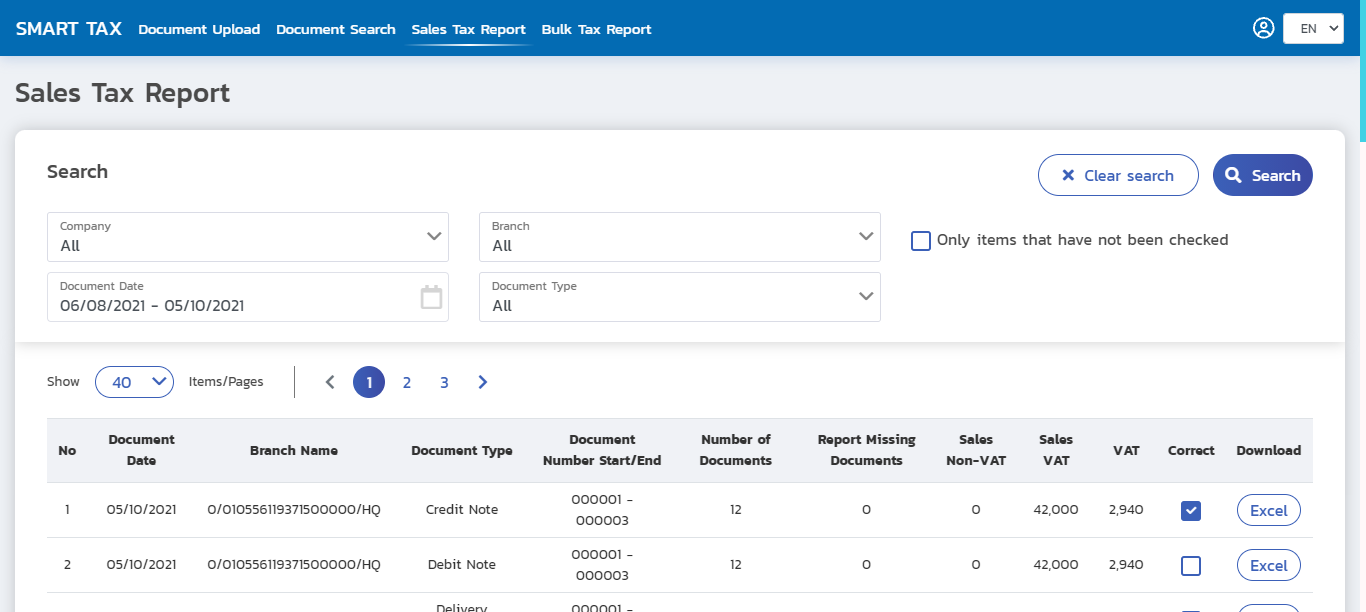 SMART TAX Document Upload Document Search Sales Tax Report Bulk Tax Report EN
Sales Tax Report
Search
Clear search Search
Company
All
Branch
All
Only items that have not been checked
Document Date
06/08/2021 - 05/10/2021
Document Type
All
Show 40 Items/Pages 1 2 3
No Document Date Branch Name Document Type Document Number Start/End Number of Documents Report Missing Documents Sales Non-VAT Sales VAT VAT Correct Download
1 05/10/2021 0/010556119371500000/HQ Credit Note 000001 - 000003 12 0 0 42,000 2,940 Excel
2 05/10/2021 0/010556119371500000/HQ Debit Note 000001 - 000003 12 0 0 42,000 2,940 Excel
Delivery 000001 -